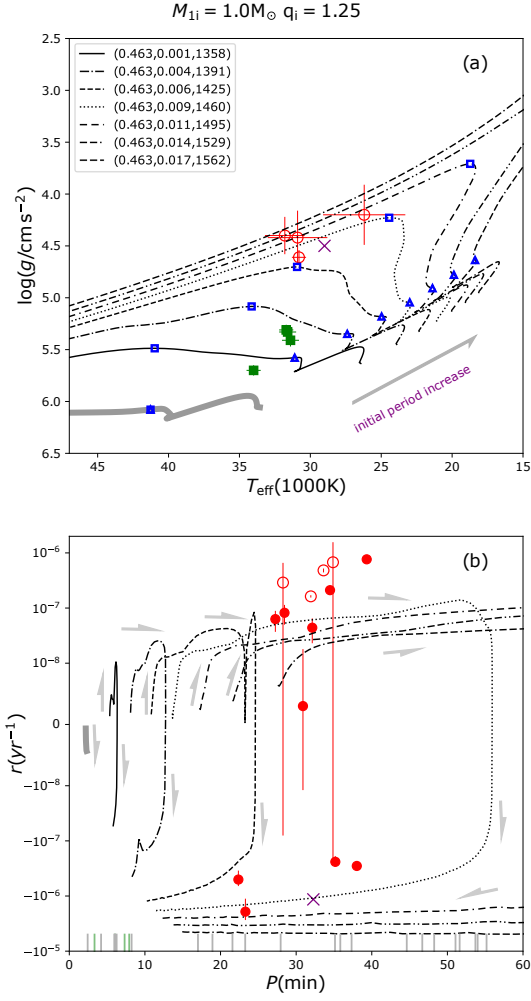 M₁ᵢ = 1.0M☉ qᵢ = 1.25
(a)
(0.463,0.001,1358)
(0.463,0.004,1391)
(0.463,0.006,1425)
(0.463,0.009,1460)
(0.463,0.011,1495)
(0.463,0.014,1529)
(0.463,0.017,1562)
2.5
3.0
3.5
4.0
4.5
5.0
5.5
6.0
6.5
log(g/cm s⁻²)
initial period increase
45 40 35 30 25 20 15
T_eff(1000K)
(b)
10⁻⁶
10⁻⁷
10⁻⁸
0
−10⁻⁸
−10⁻⁷
−10⁻⁶
−10⁻⁵
r(yr⁻¹)
0 10 20 30 40 50 60
P(min)